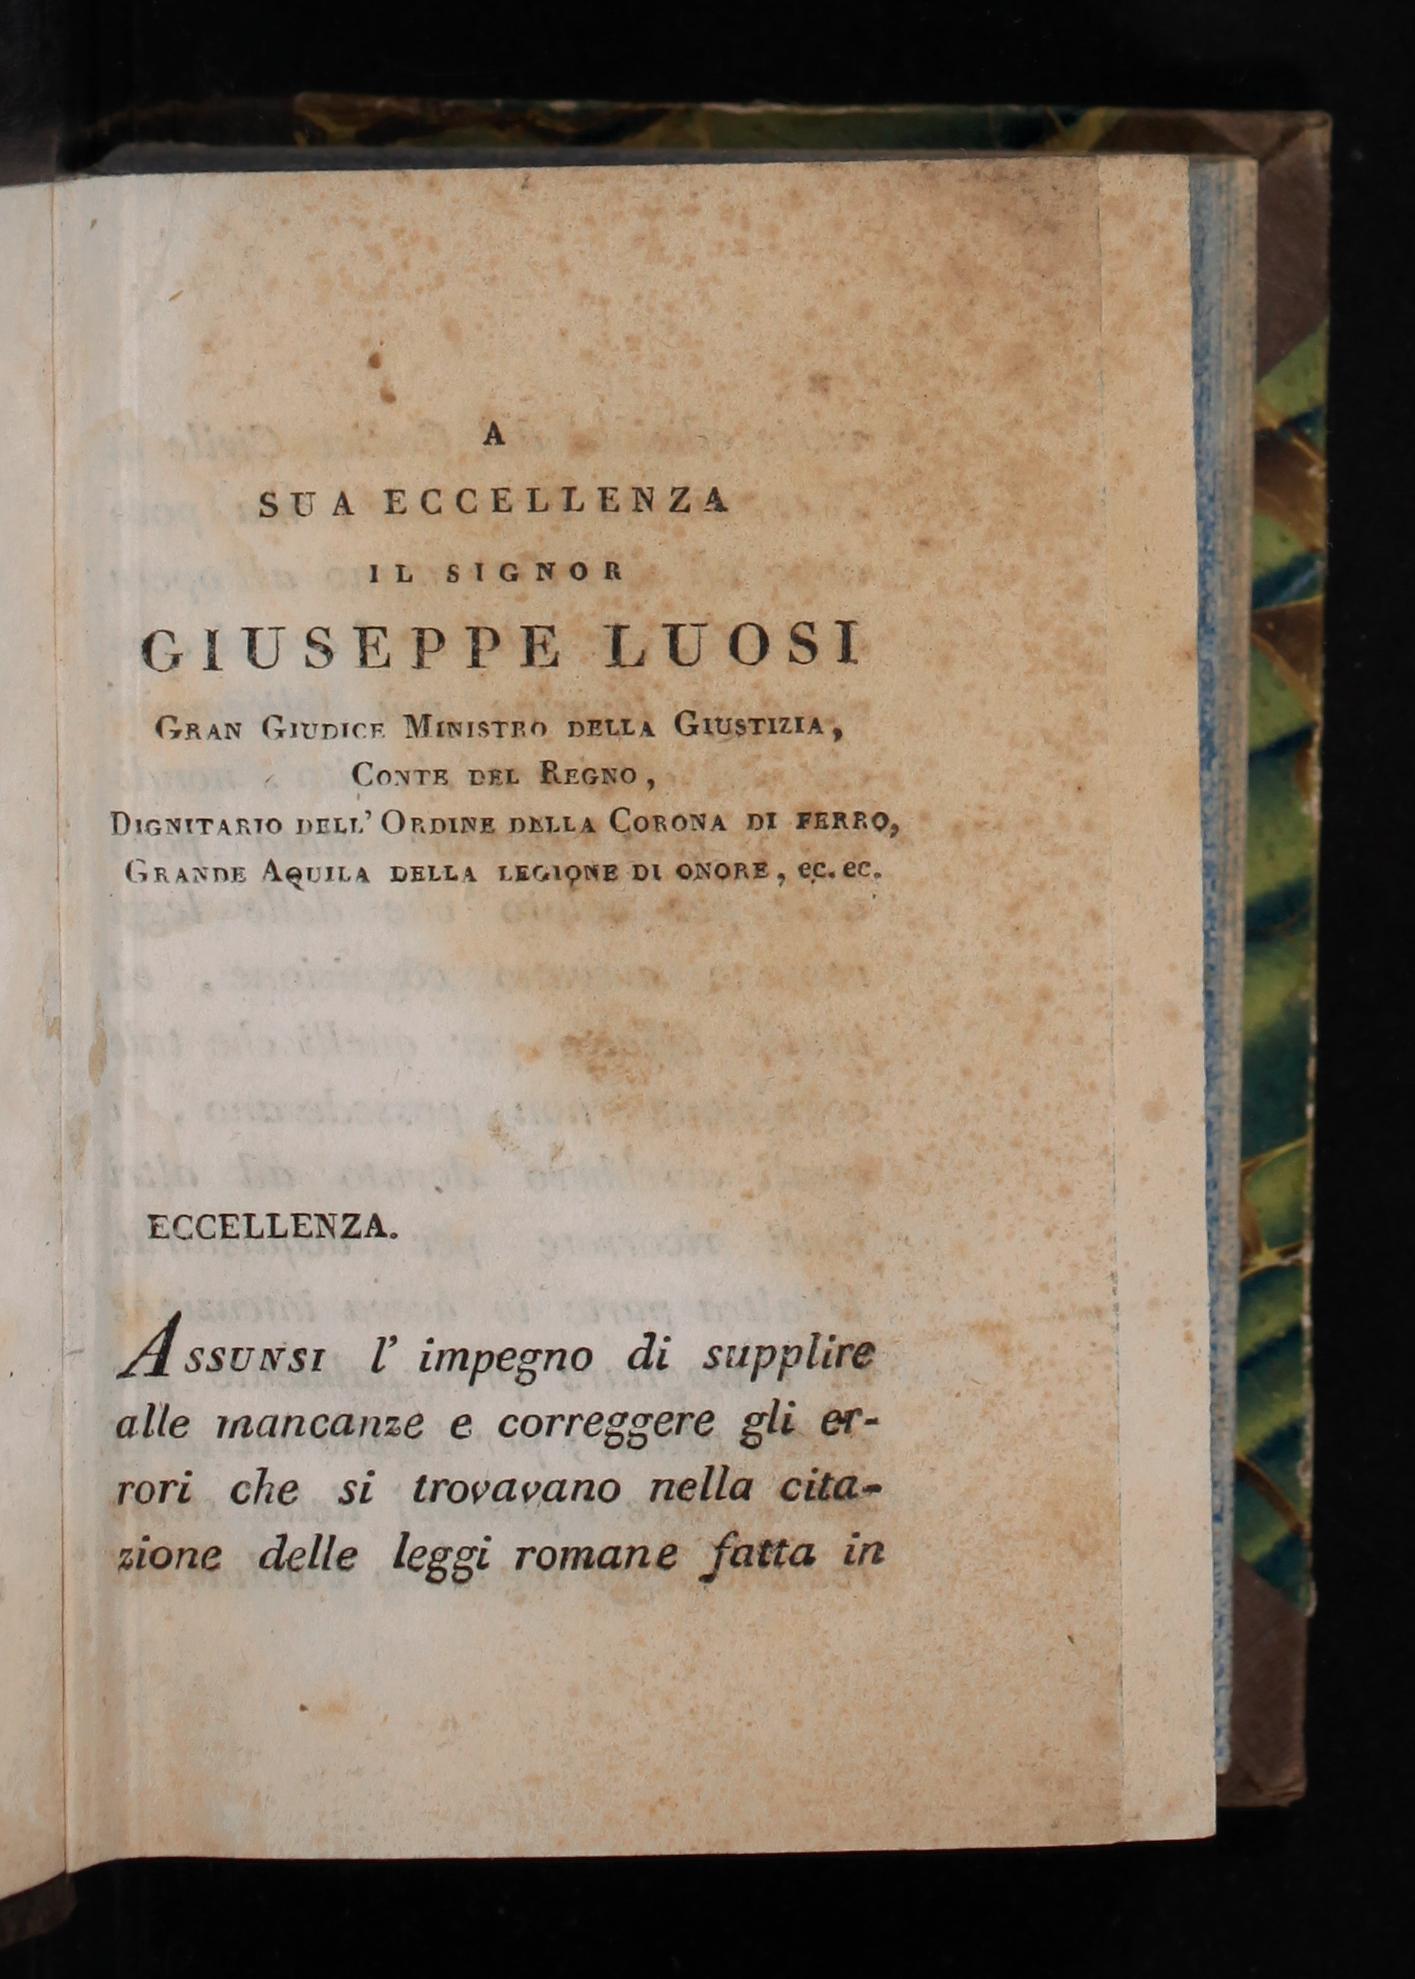 A
SUA ECCELLENZA
IL SIGNOR
GIUSEPPE LUOSI
GRAN GIUDICE MINISTRO DELLA GIUSTIZIA,
CONTE DEL REGNO,
DIGNITARIO DELL' ORDINE DELLA CORONA DI FERRO,
GRANDE AQUILA DELLA LEGIONE DI ONORE, ec. ec.
ECCELLENZA.
ASSUNSI l' impegno di supplire
alle mancanze e correggere gli er-
rori che si trovavano nella cita-
zione delle leggi romane fatta in